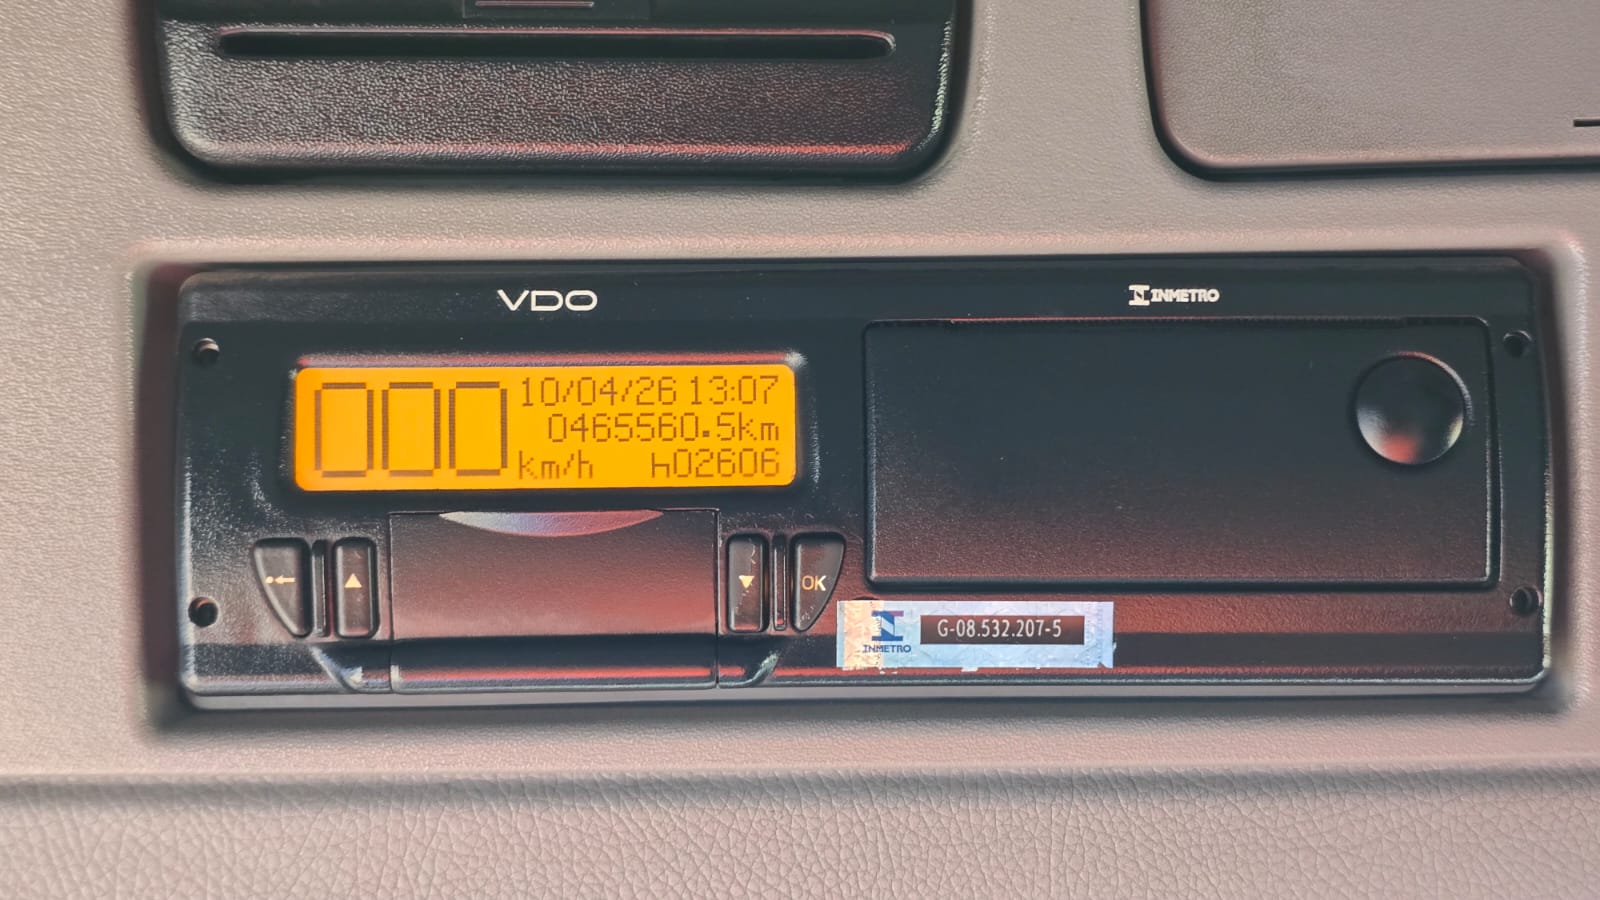 VDO
INMETRO
000 km/h
10/04/26 13:07
0465560.5km
h02606
OK
INMETRO
G-08.532.207-5